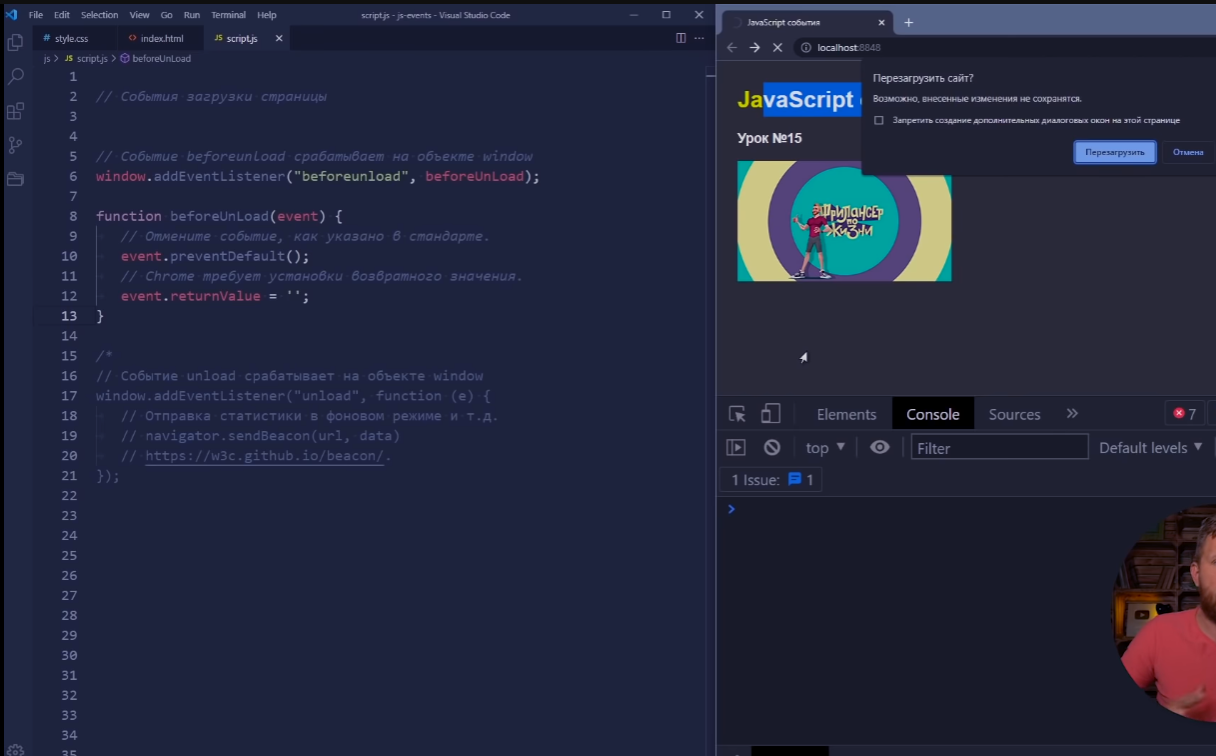 File Edit Selection View Go Run Terminal Help script.js - js-events - Visual Studio Code
# style.css <> index.html JS script.js ×
js > JS script.js > beforeUnLoad
1
2 // События загрузки страницы
3
4
5 // Событие beforeunload срабатывает на объекте window
6 window.addEventListener("beforeunload", beforeUnLoad);
7
8 function beforeUnLoad(event) {
9 // Отмените событие, как указано в стандарте.
10 event.preventDefault();
11 // Chrome требует установки возвратного значения.
12 event.returnValue = '';
13 }
14
15 /*
16 // Событие unload срабатывает на объекте window
17 window.addEventListener("unload", function (e) {
18 // Отправка статистики в фоновом режиме и т.д.
19 // navigator.sendBeacon(url, data)
20 // https://w3c.github.io/beacon/.
21 });
22
23
24
25
26
27
28
29
30
31
32
33
34
35
JavaScript события × +
localhost:8848
Перезагрузить сайт?
Возможно, внесенные изменения не сохранятся.
Запретить создание дополнительных диалоговых окон на этой странице
Перезагрузить Отмена
JavaScript
Урок №15
ФРИЛАНСЕР
ПО
ЖИЗНИ
Elements Console Sources » 7
top ▼ Filter Default levels ▼
1 Issue: 1
>